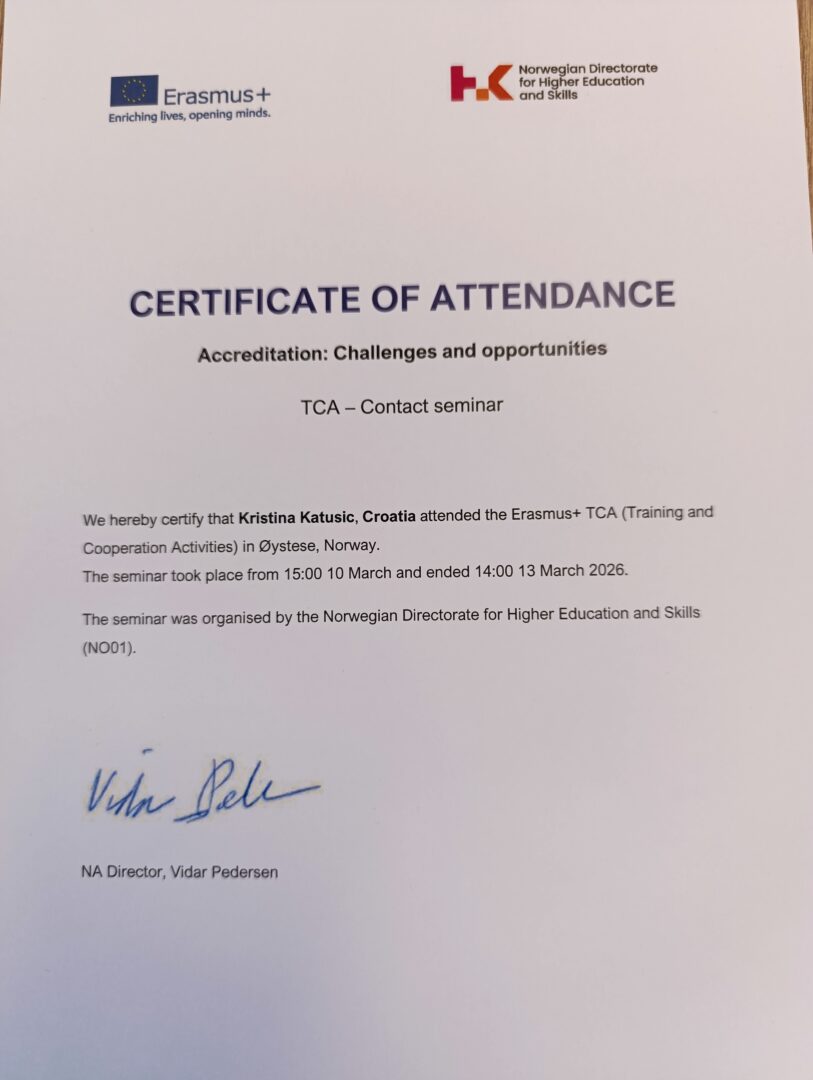 Erasmus+
Enriching lives, opening minds.
Norwegian Directorate
for Higher Education
and Skills
CERTIFICATE OF ATTENDANCE
Accreditation: Challenges and opportunities
TCA – Contact seminar
We hereby certify that Kristina Katusic, Croatia attended the Erasmus+ TCA (Training and
Cooperation Activities) in Øystese, Norway.
The seminar took place from 15:00 10 March and ended 14:00 13 March 2026.
The seminar was organised by the Norwegian Directorate for Higher Education and Skills
(NO01).
Vidar Pede
NA Director, Vidar Pedersen